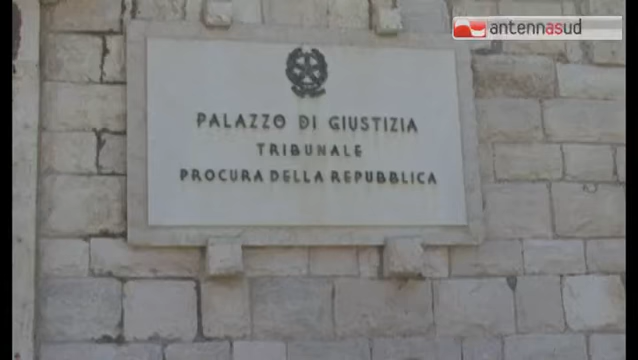 antennasud
PALAZZO DI GIUSTIZIA
TRIBUNALE
PROCURA DELLA REPUBBLICA